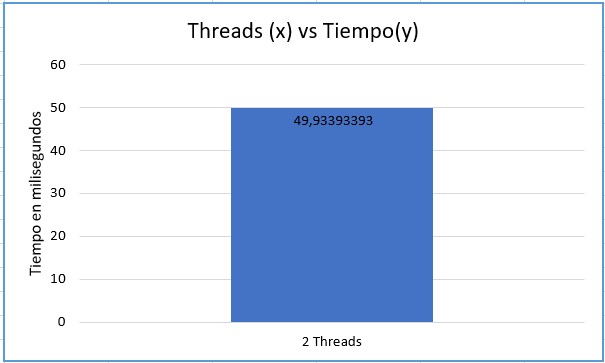 Threads (x) vs Tiempo(y)
Tiempo en milisegundos
60
50
40
30
20
10
0
49,93393393
2 Threads